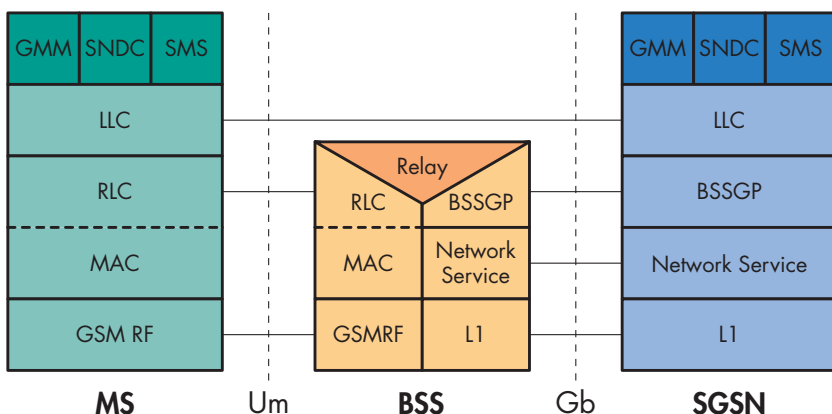 GMM SNDC SMS
LLC
RLC
MAC
GSM RF
MS
Um
Relay
RLC BSSGP
MAC Network
Service
GSMRF L1
BSS
Gb
GMM SNDC SMS
LLC
BSSGP
Network Service
L1
SGSN